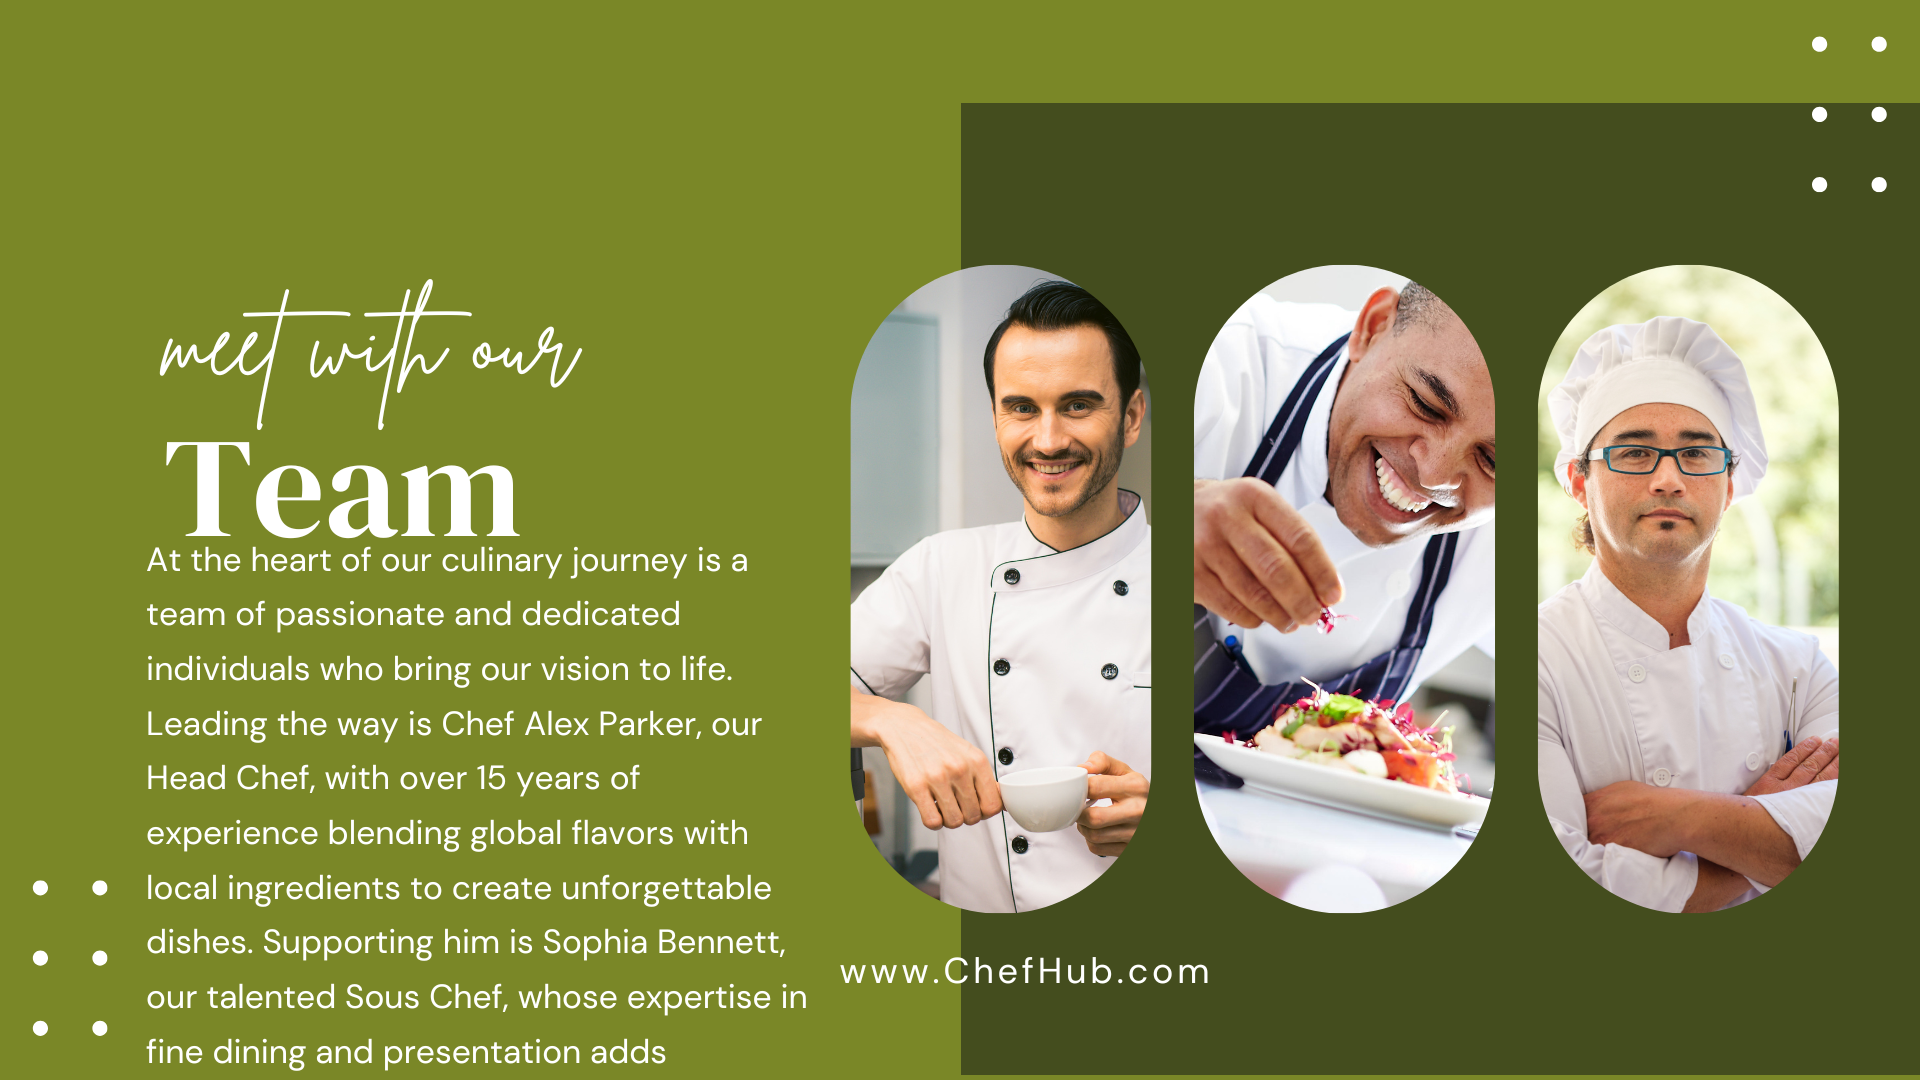 meet with our
Team
At the heart of our culinary journey is a
team of passionate and dedicated
individuals who bring our vision to life.
Leading the way is Chef Alex Parker, our
Head Chef, with over 15 years of
experience blending global flavors with
local ingredients to create unforgettable
dishes. Supporting him is Sophia Bennett,
our talented Sous Chef, whose expertise in
fine dining and presentation adds
www.ChefHub.com